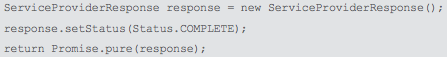 ServiceProviderResponse response = new ServiceProviderResponse();
response.setStatus(Status.COMPLETE);
return Promise.pure(response);